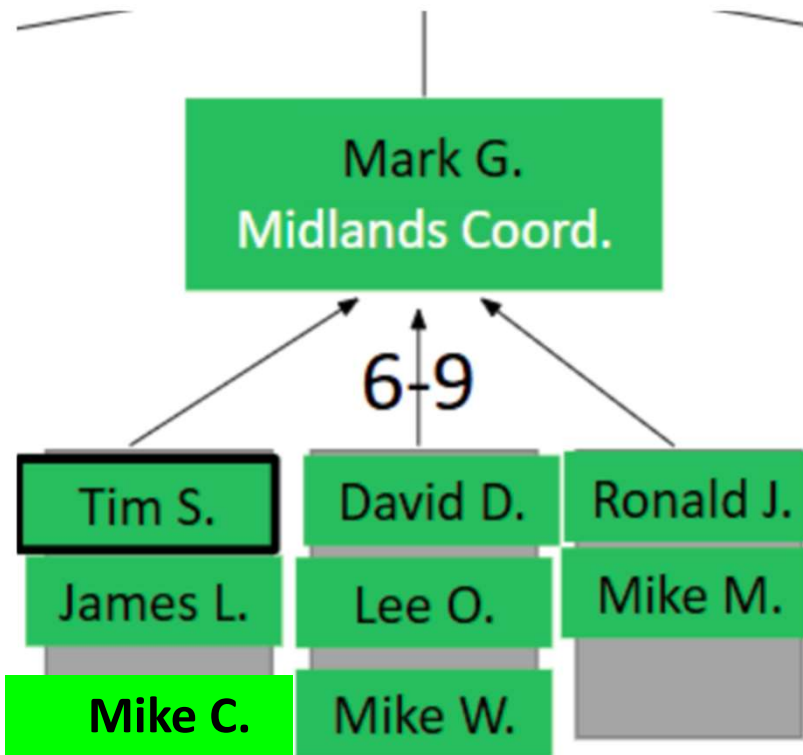 Mark G.
Midlands Coord.
6-9
Tim S.
David D.
Ronald J.
James L.
Lee O.
Mike M.
Mike C.
Mike W.